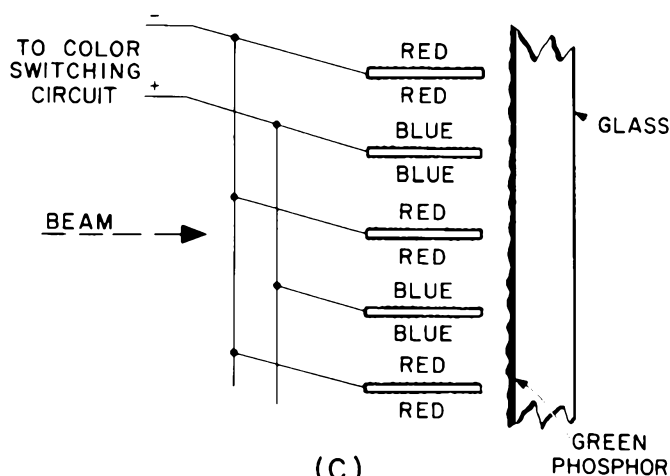 −
TO COLOR
SWITCHING
CIRCUIT
+
RED
RED
BLUE
BLUE
GLASS
BEAM
RED
RED
BLUE
BLUE
RED
RED
GREEN
PHOSPHOR
(C)